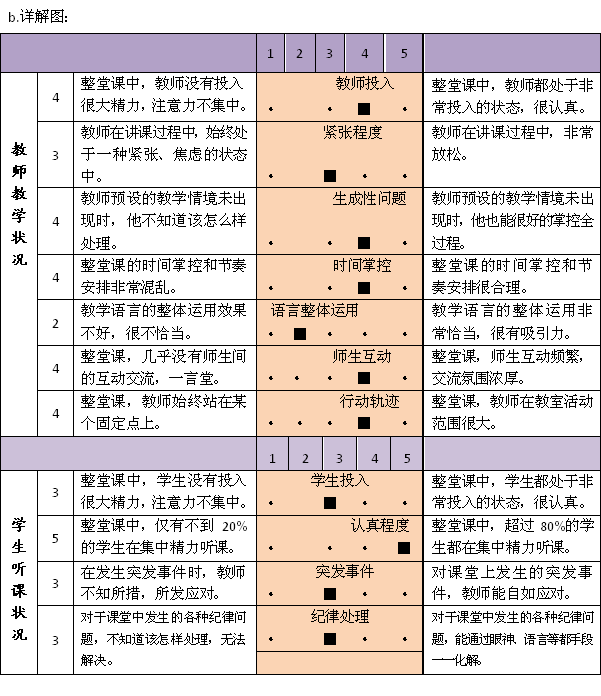 b.详解图：
1 2 3 4 5
教师教学状况
4
整堂课中，教师没有投入
很大精力，注意力不集中。
教师投入
整堂课中，教师都处于非
常投入的状态，很认真。
3
教师在讲课过程中，始终处
于一种紧张、焦虑的状态
中。
紧张程度
教师在讲课过程中，非常
放松。
4
教师预设的教学情境未出
现时，他不知道该怎么样
处理。
生成性问题
教师预设的教学情境未出
现时，他也能很好的掌控全
过程。
4
整堂课的时间掌控和节奏
安排非常混乱。
时间掌控
整堂课的时间掌控和节
奏安排很合理。
2
教学语言的整体运用效果
不好，很不恰当。
语言整体运用
教学语言的整体运用非
常恰当，很有吸引力。
4
整堂课，几乎没有师生间
的互动交流，一言堂。
师生互动
整堂课，师生互动频繁，
交流氛围浓厚。
4
整堂课，教师始终站在某
个固定点上。
行动轨迹
整堂课，教师在教室活动
范围很大。
1 2 3 4 5
学生听课状况
3
整堂课中，学生没有投入
很大精力，注意力不集中。
学生投入
整堂课中，学生都处于非
常投入的状态，很认真。
5
整堂课中，仅有不到 20%
的学生在集中精力听课。
认真程度
整堂课中，超过 80%的学
生都在集中精力听课。
3
在发生突发事件时，教师
不知所措，所发应对。
突发事件
对课堂上发生的突发事
件，教师能自如应对。
3
对于课堂中发生的各种纪律问
题，不知道该怎样处理，无法
解决。
纪律处理
对于课堂中发生的各种纪律问
题，能通过眼神、语言等都手段
一一化解。